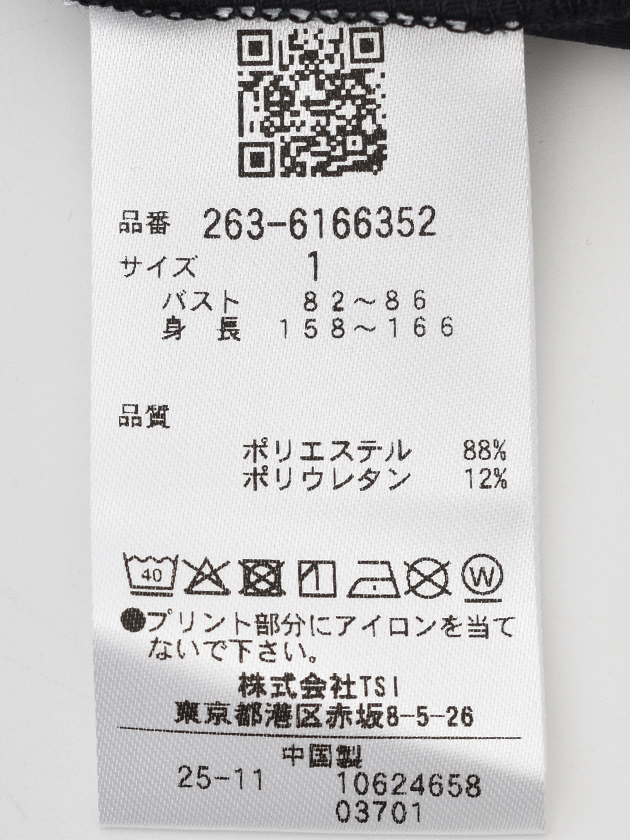 品番 263-6166352
サイズ 1
バスト 82～86
身長 158～166
品質
ポリエステル 88%
ポリウレタン 12%
40 W
●プリント部分にアイロンを当て
ないで下さい。
株式会社TSI
東京都港区赤坂8-5-26
中国製
25-11 10624658
03701